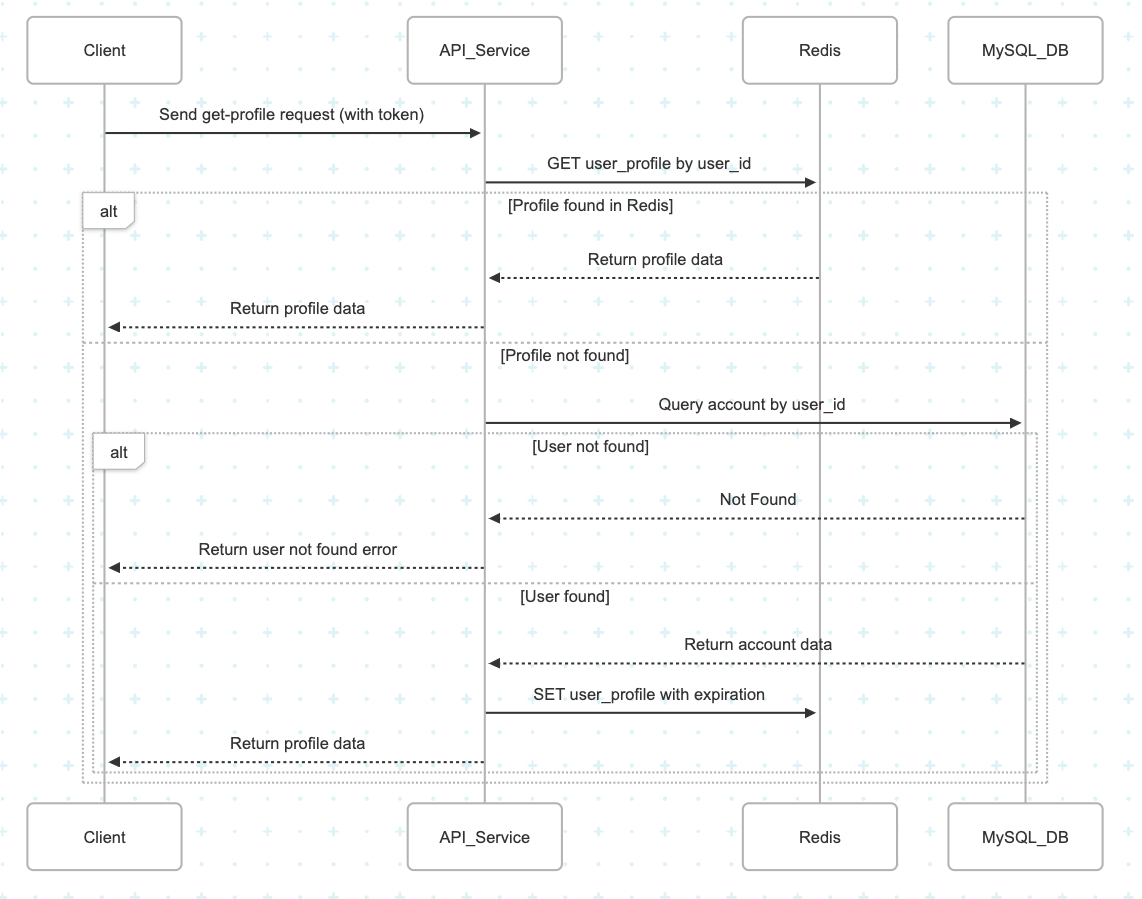 Client
API_Service
Redis
MySQL_DB
Send get-profile request (with token)
GET user_profile by user_id
alt
[Profile found in Redis]
Return profile data
Return profile data
[Profile not found]
Query account by user_id
alt
[User not found]
Not Found
Return user not found error
[User found]
Return account data
SET user_profile with expiration
Return profile data
Client
API_Service
Redis
MySQL_DB